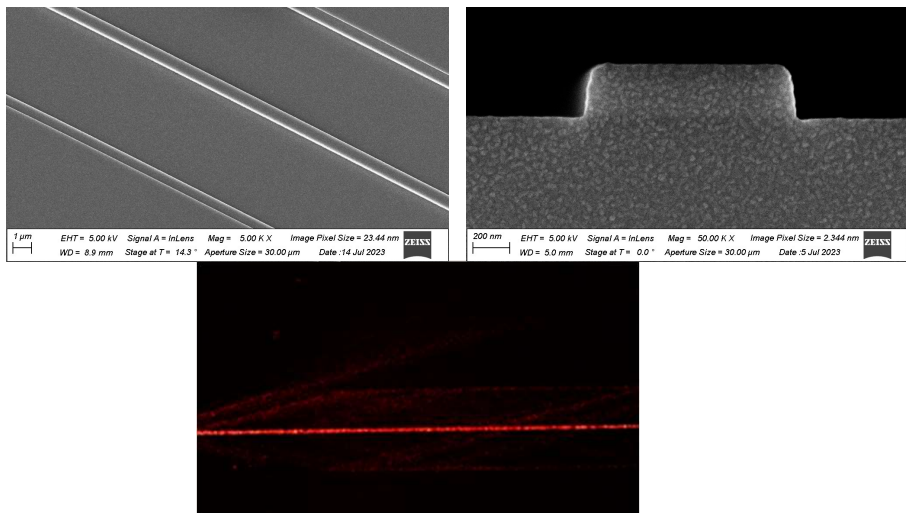 1 µm
EHT = 5.00 kV Signal A = InLens Mag = 5.00 K X Image Pixel Size = 23.44 nm
WD = 8.9 mm Stage at T = 14.3 ° Aperture Size = 30.00 µm Date :14 Jul 2023
ZEISS
200 nm
EHT = 5.00 kV Signal A = InLens Mag = 50.00 K X Image Pixel Size = 2.344 nm
WD = 5.0 mm Stage at T = 0.0 ° Aperture Size = 30.00 µm Date :5 Jul 2023
ZEISS